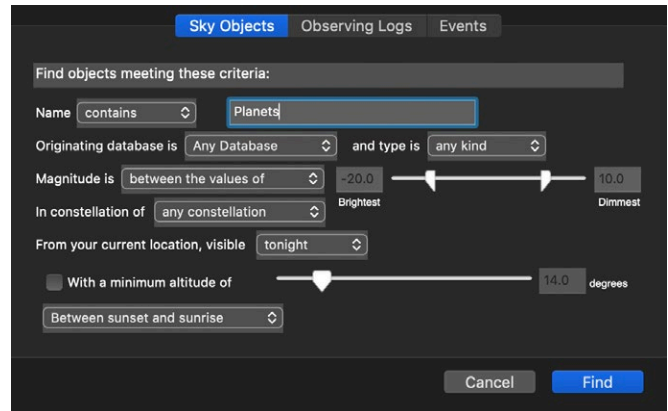 Sky Objects Observing Logs Events
Find objects meeting these criteria:
Name contains Planets
Originating database is Any Database and type is any kind
Magnitude is between the values of -20.0 10.0
Brightest Dimmest
In constellation of any constellation
From your current location, visible tonight
With a minimum altitude of 14.0 degrees
Between sunset and sunrise
Cancel Find